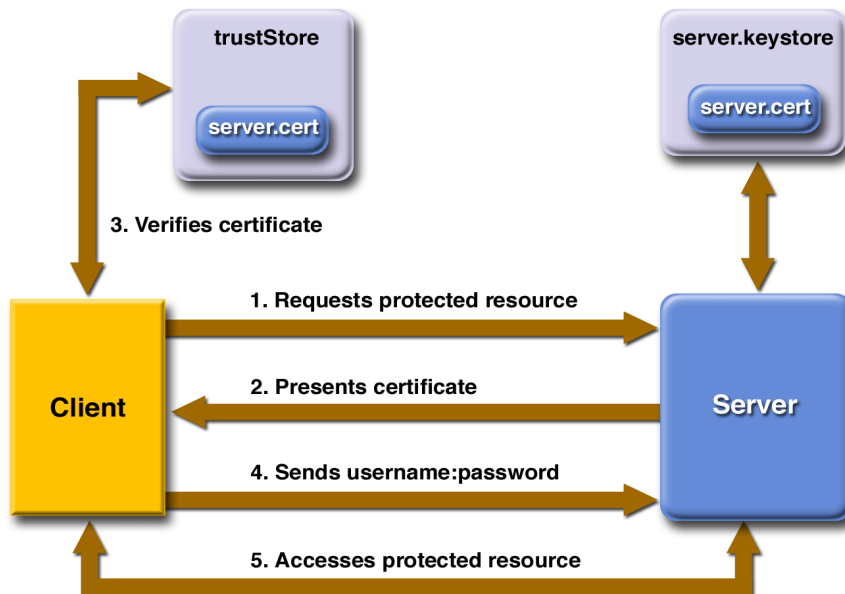 trustStore
server.cert
server.keystore
server.cert
3. Verifies certificate
1. Requests protected resource
2. Presents certificate
Client
Server
4. Sends username:password
5. Accesses protected resource